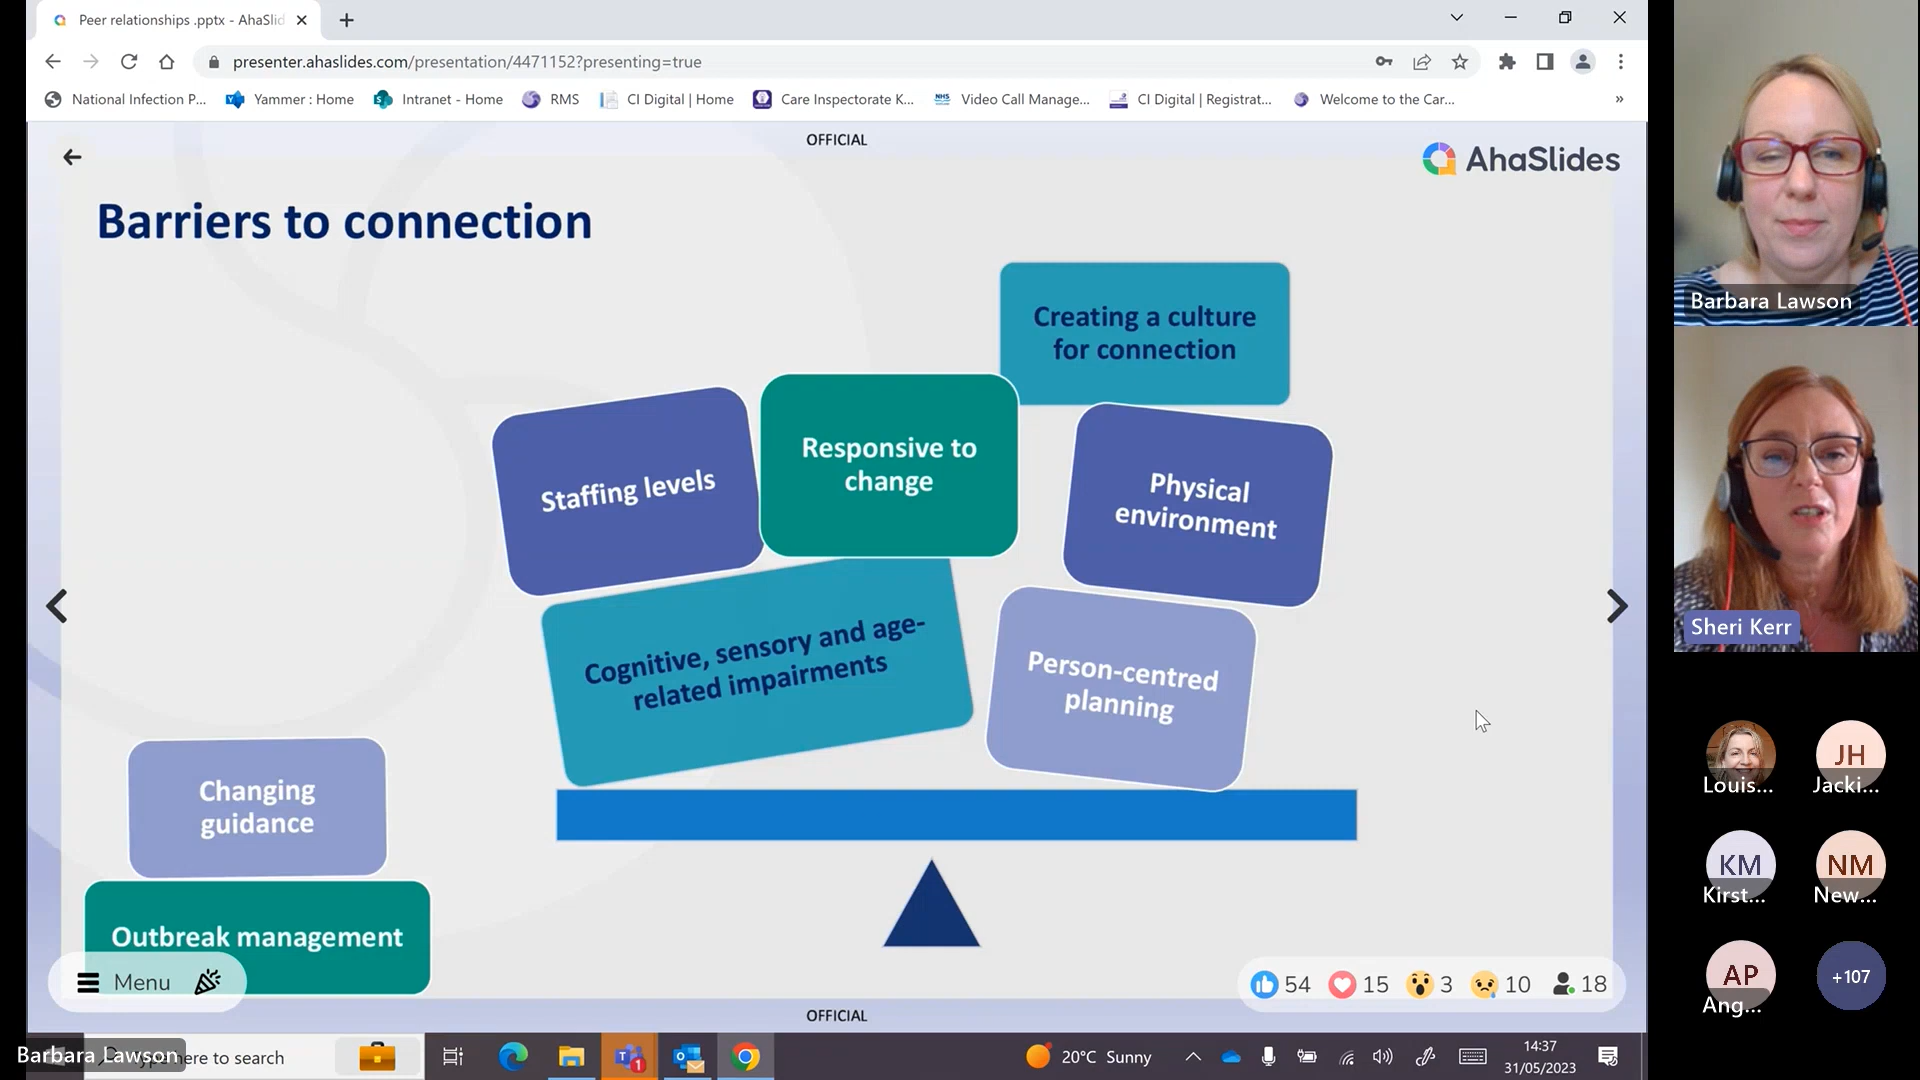 Peer relationships .pptx - AhaSlid
presenter.ahaslides.com/presentation/4471152?presenting=true
National Infection P...
Yammer : Home
Intranet - Home
RMS
CI Digital | Home
Care Inspectorate K...
NHS
Video Call Manage...
CI Digital | Registrat...
Welcome to the Car...
»
OFFICIAL
AhaSlides
Barriers to connection
Creating a culture
for connection
Staffing levels
Responsive to
change
Physical
environment
Cognitive, sensory and age-
related impairments
Person-centred
planning
Changing
guidance
Outbreak management
Menu
54
15
3
10
18
OFFICIAL
Barbara Lawson
here to search
1
20°C Sunny
14:37
31/05/2023
Barbara Lawson
Sheri Kerr
Louis...
JH
Jacki...
KM
Kirst...
NM
New...
AP
Ang...
+107